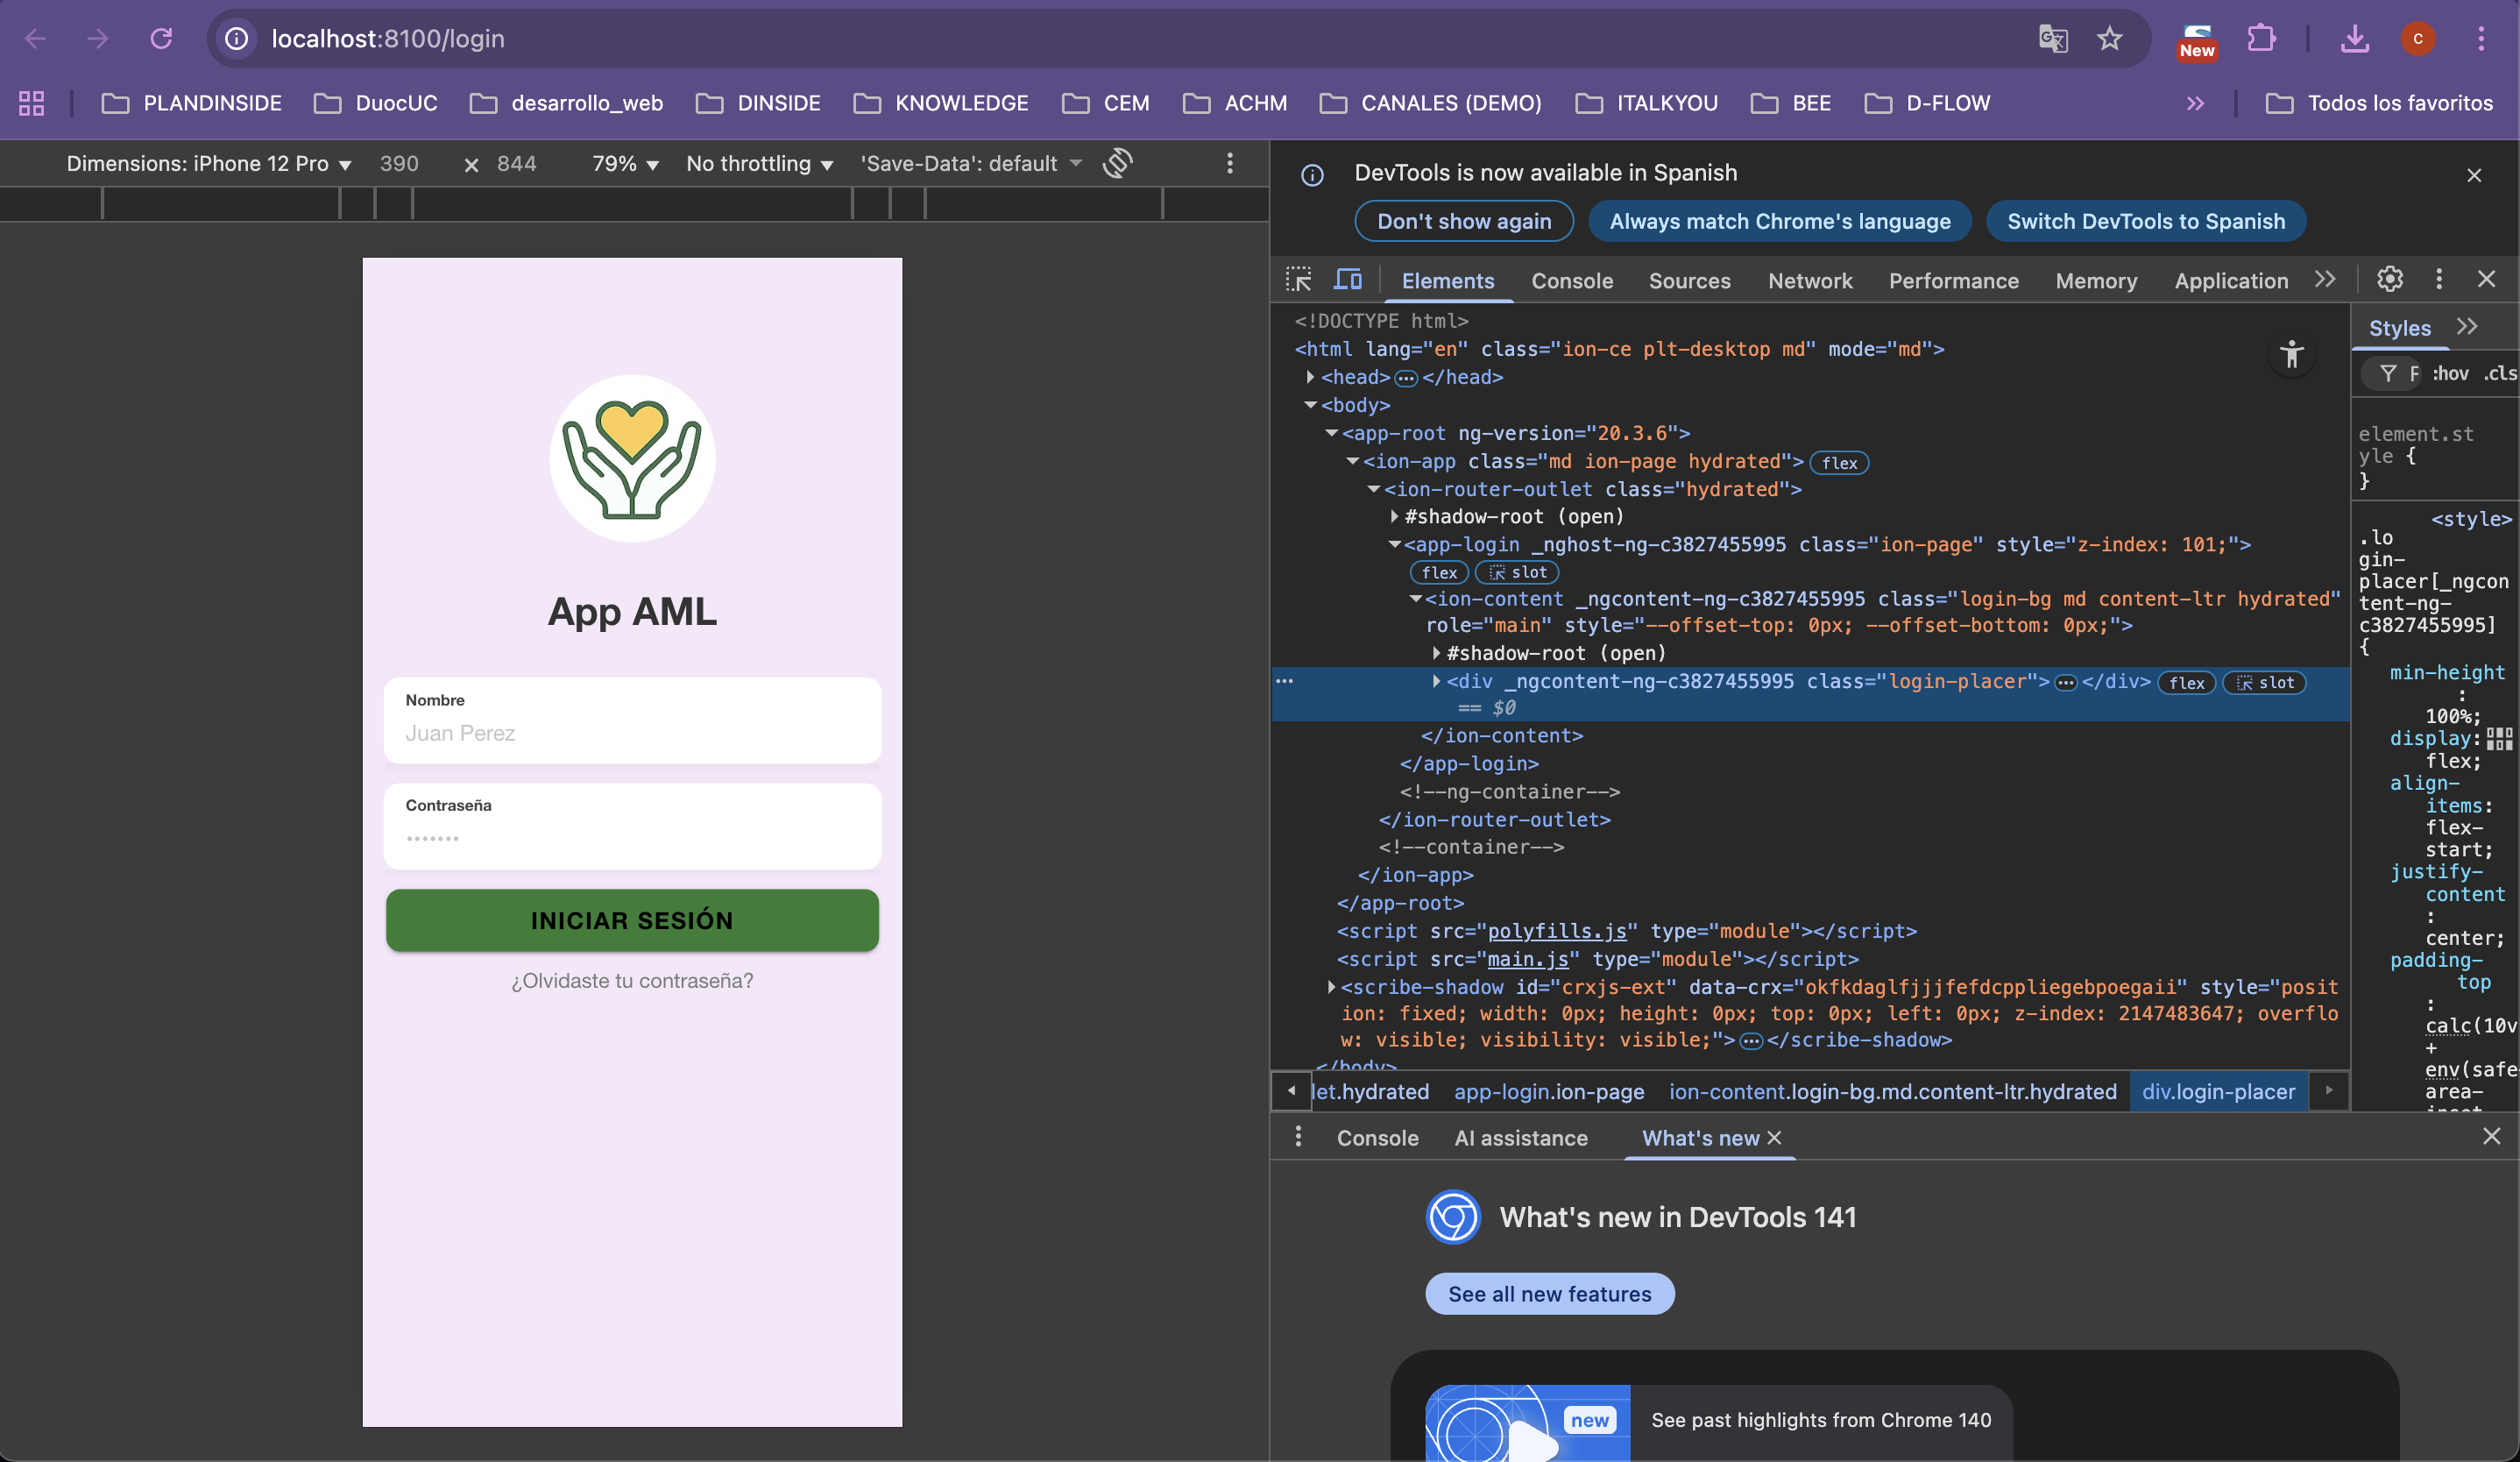 localhost:8100/login
New
C
PLANDINSIDE DuocUC desarrollo_web DINSIDE KNOWLEDGE CEM ACHM CANALES (DEMO) ITALKYOU BEE D-FLOW Todos los favoritos
Dimensions: iPhone 12 Pro 390 × 844 79% No throttling 'Save-Data': default
App AML
Nombre
Juan Perez
Contraseña
•••••••
INICIAR SESIÓN
¿Olvidaste tu contraseña?
DevTools is now available in Spanish
Don't show again Always match Chrome's language Switch DevTools to Spanish
Elements Console Sources Network Performance Memory Application
<!DOCTYPE html>
<html lang="en" class="ion-ce plt-desktop md" mode="md">
<head>…</head>
<body>
<app-root ng-version="20.3.6">
<ion-app class="md ion-page hydrated"> flex
<ion-router-outlet class="hydrated">
#shadow-root (open)
<app-login _nghost-ng-c3827455995 class="ion-page" style="z-index: 101;">
flex slot
<ion-content _ngcontent-ng-c3827455995 class="login-bg md content-ltr hydrated"
role="main" style="--offset-top: 0px; --offset-bottom: 0px;">
#shadow-root (open)
<div _ngcontent-ng-c3827455995 class="login-placer">…</div> flex slot
== $0
</ion-content>
</app-login>
<!--ng-container-->
</ion-router-outlet>
<!--container-->
</ion-app>
</app-root>
<script src="polyfills.js" type="module"></script>
<script src="main.js" type="module"></script>
<scribe-shadow id="crxjs-ext" data-crx="okfkdaglfjjjfefdcppliegebpoegaii" style="posit
ion: fixed; width: 0px; height: 0px; top: 0px; left: 0px; z-index: 2147483647; overflo
w: visible; visibility: visible;">…</scribe-shadow>
</body>
let.hydrated app-login.ion-page ion-content.login-bg.md.content-ltr.hydrated div.login-placer
Styles
F :hov .cls
element.st
yle {
}
<style>
.lo
gin-
placer[_ngcon
tent-ng-
c3827455995]
{
min-height
:
100%;
display:
flex;
align-
items:
flex-
start;
justify-
content
:
center;
padding-
top
:
calc(10v
+
env(safe-
area-
Console AI assistance What's new
What's new in DevTools 141
See all new features
new
See past highlights from Chrome 140